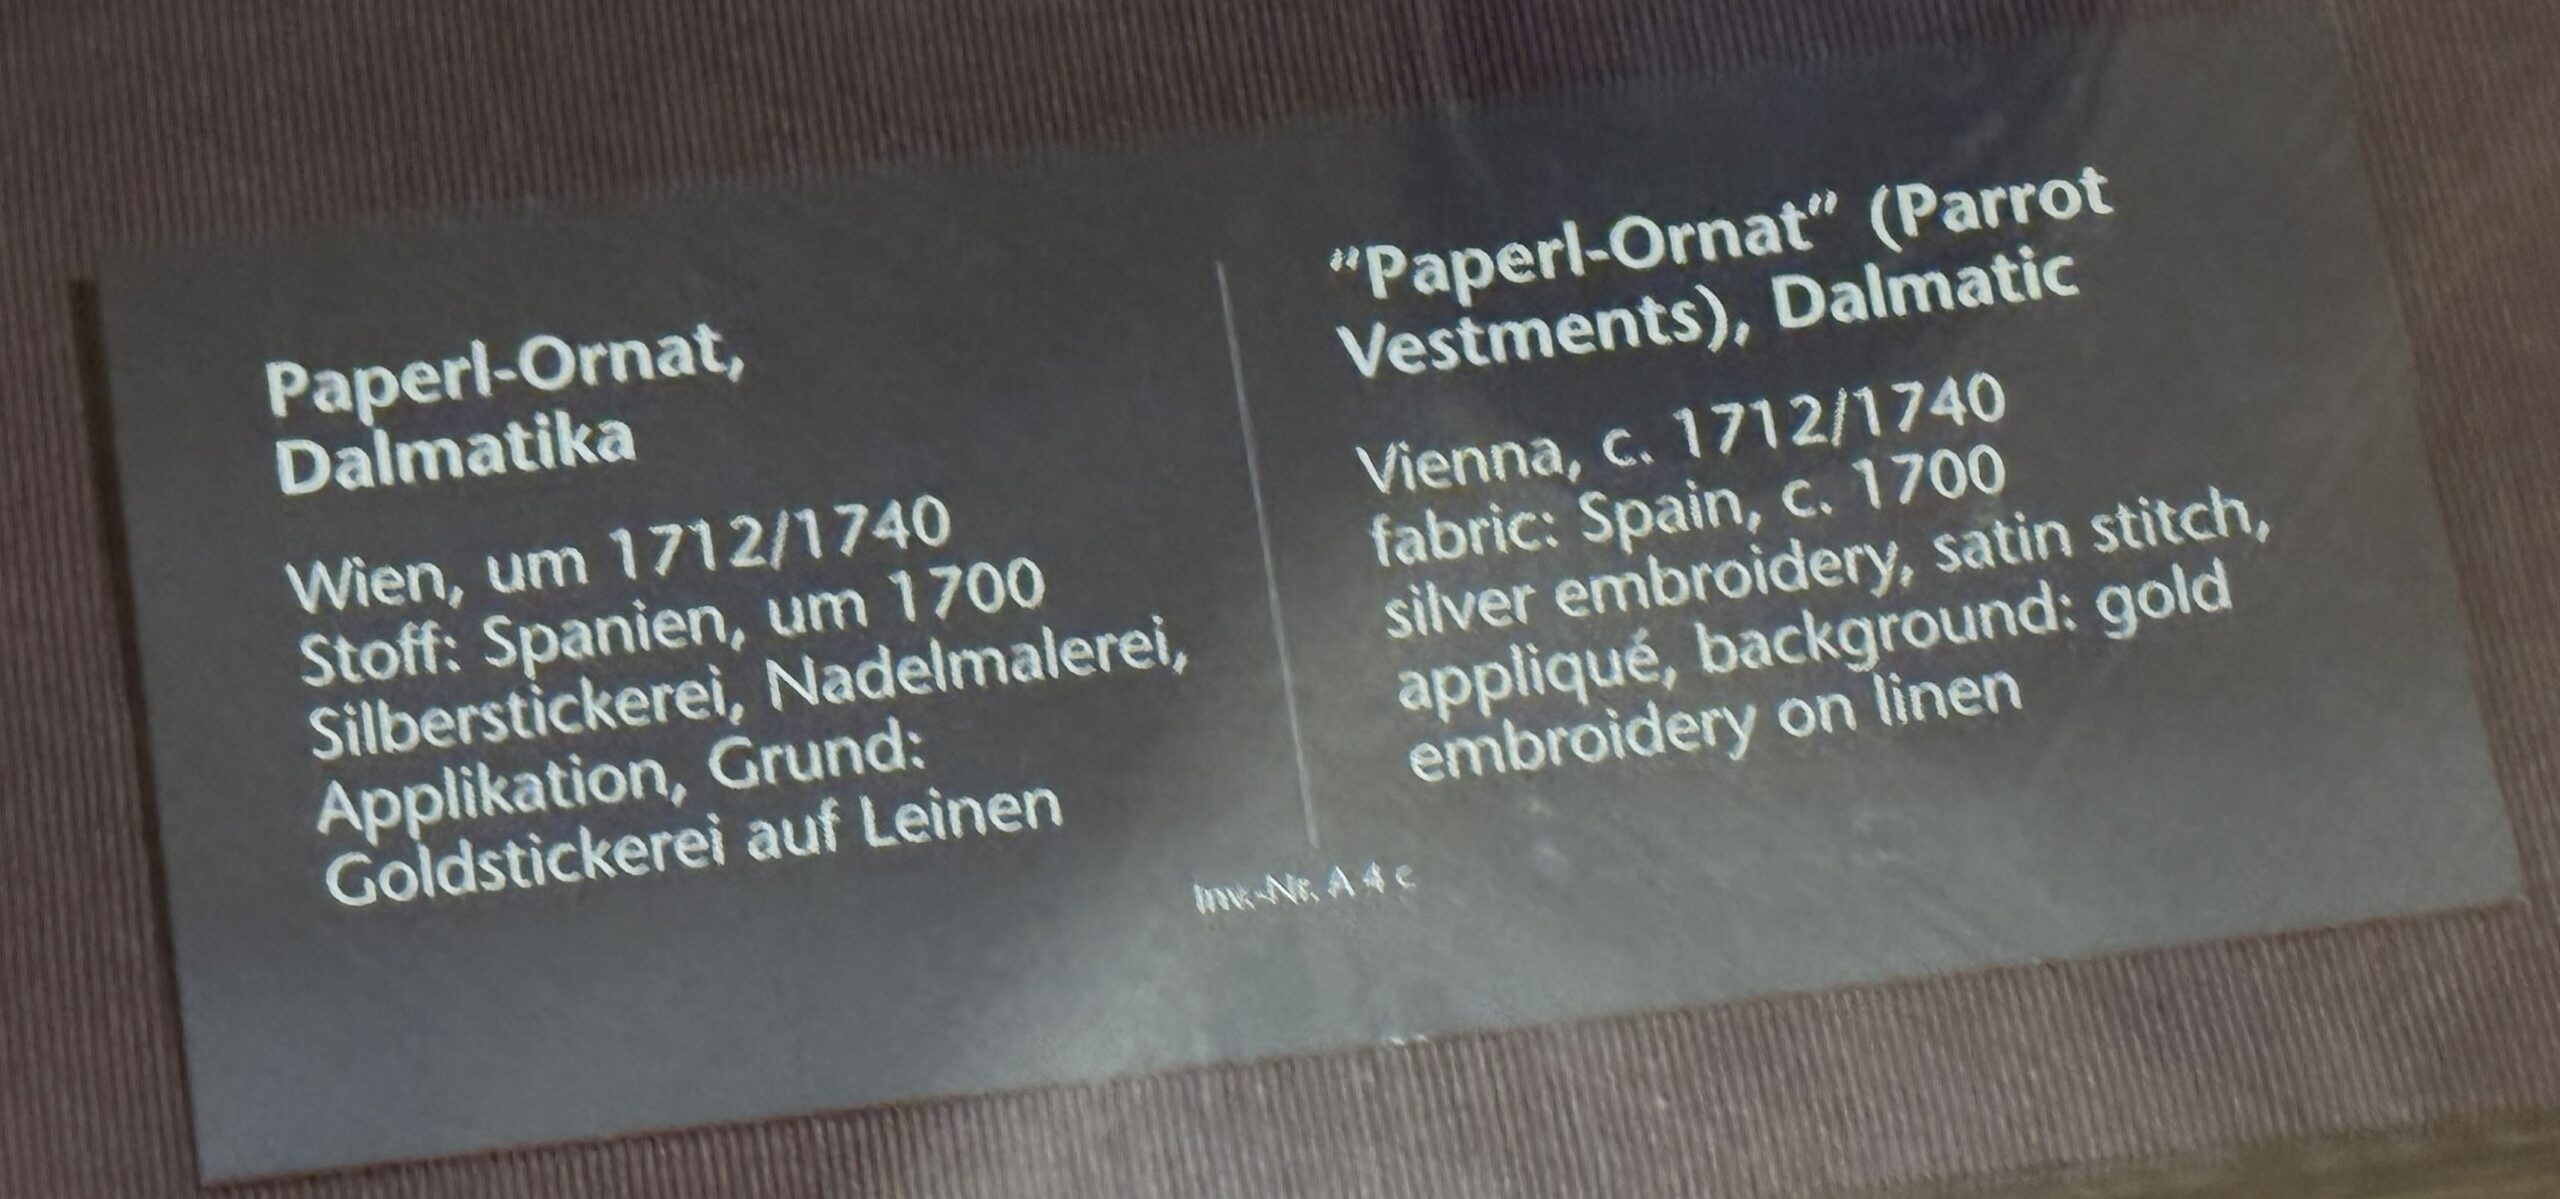 Paperl-Ornat,
Dalmatika
Wien, um 1712/1740
Stoff: Spanien, um 1700
Silberstickerei, Nadelmalerei,
Applikation, Grund:
Goldstickerei auf Leinen
"Paperl-Ornat" (Parrot
Vestments), Dalmatic
Vienna, c. 1712/1740
fabric: Spain, c. 1700
silver embroidery, satin stitch,
appliqué, background: gold
embroidery on linen
Inv.-Nr. A 4 c